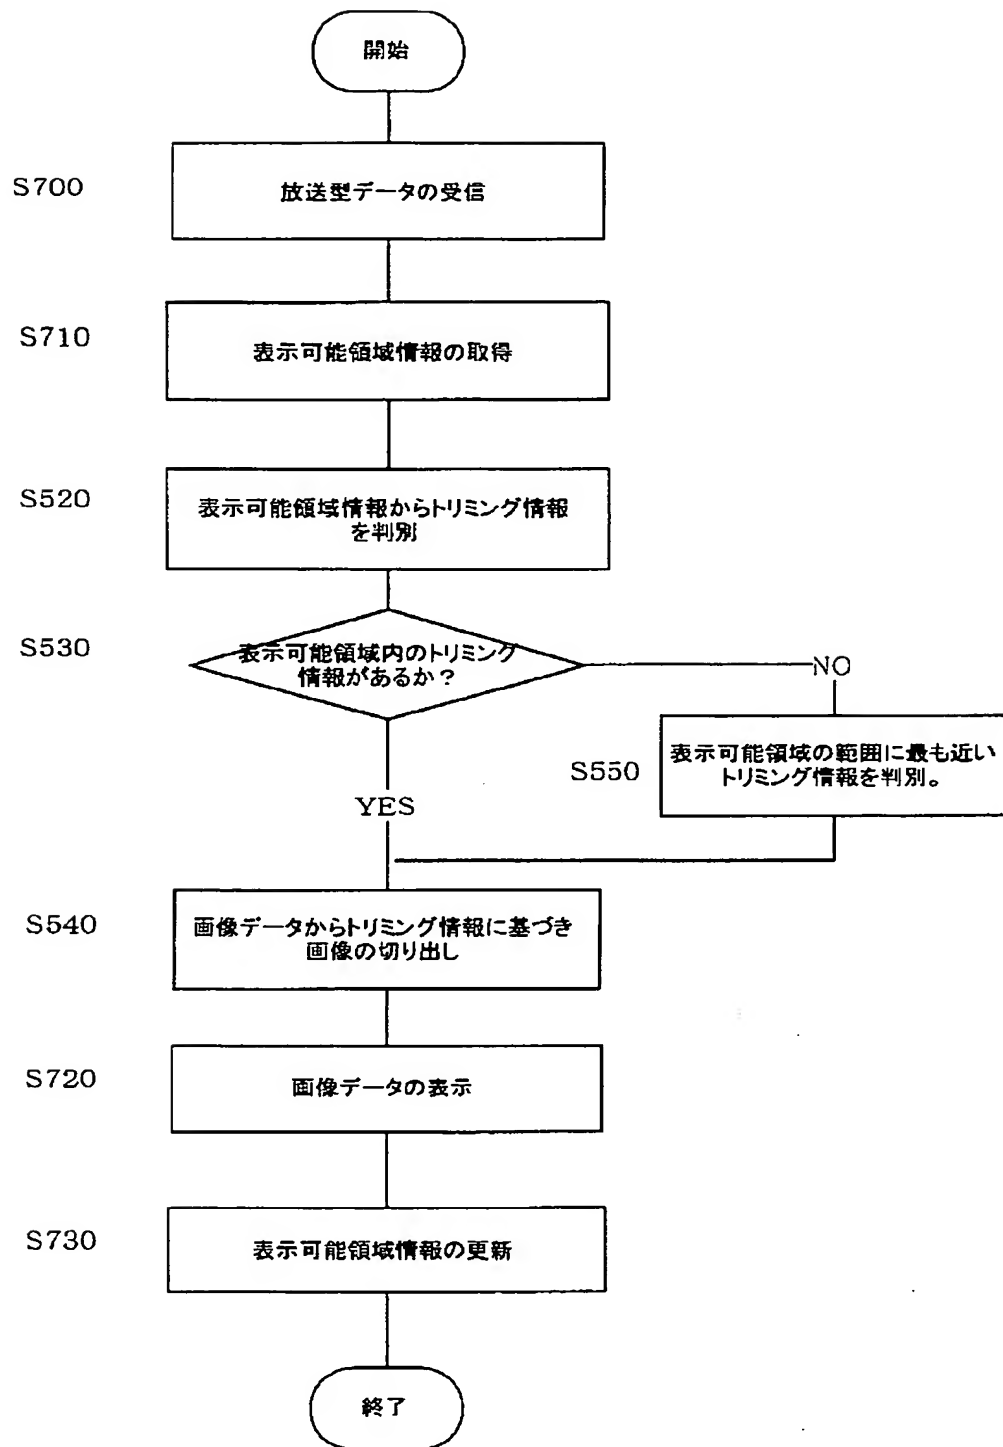 開始
S700
放送型データの受信
S710
表示可能領域情報の取得
S520
表示可能領域情報からトリミング情報
を判別
S530
表示可能領域内のトリミング
情報があるか？
NO
S550
表示可能領域の範囲に最も近い
トリミング情報を判別。
YES
S540
画像データからトリミング情報に基づき
画像の切り出し
S720
画像データの表示
S730
表示可能領域情報の更新
終了